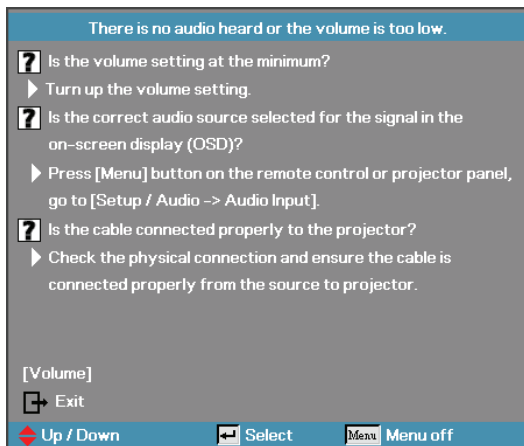 There is no audio heard or the volume is too low.
? Is the volume setting at the minimum?
Turn up the volume setting.
? Is the correct audio source selected for the signal in the
on-screen display (OSD)?
Press [Menu] button on the remote control or projector panel,
go to [Setup / Audio -> Audio Input].
? Is the cable connected properly to the projector?
Check the physical connection and ensure the cable is
connected properly from the source to projector.
[Volume]
Exit
Up / Down Select Menu Menu off